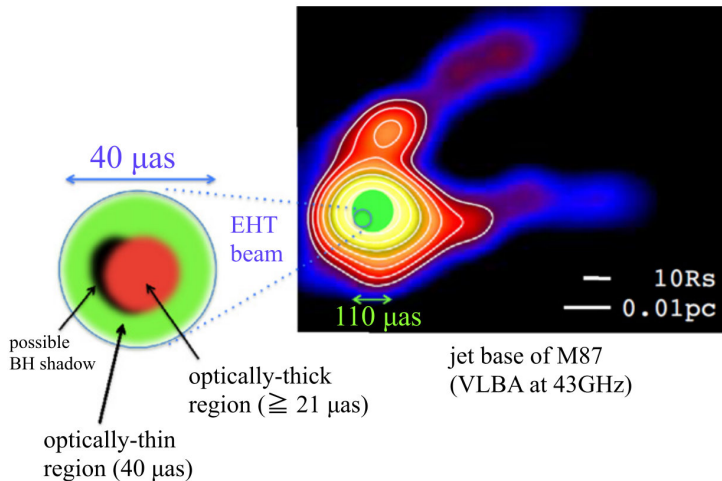 40 μas
EHT
beam
10Rs
0.01pc
110 μas
possible
BH shadow
optically-thick
region (≧ 21 μas)
optically-thin
region (40 μas)
jet base of M87
(VLBA at 43GHz)